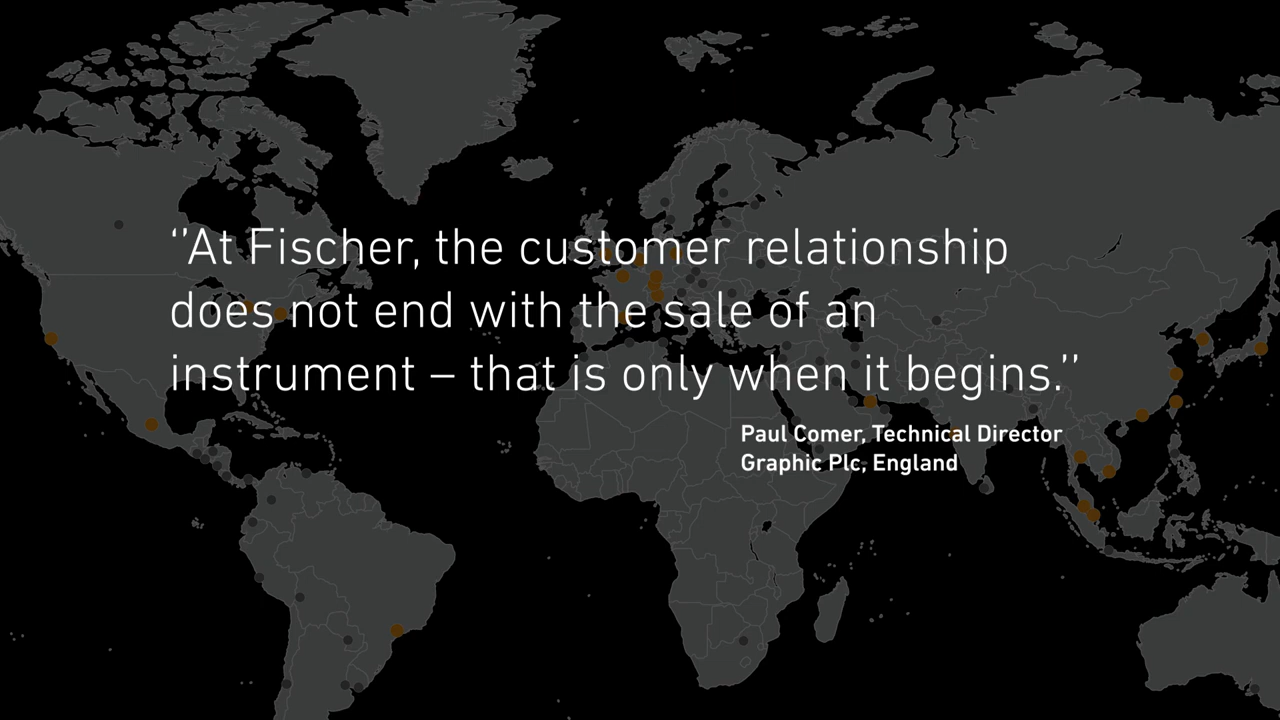 ‘’At Fischer, the customer relationship
does not end with the sale of an
instrument – that is only when it begins.’’
Paul Comer, Technical Director
Graphic Plc, England